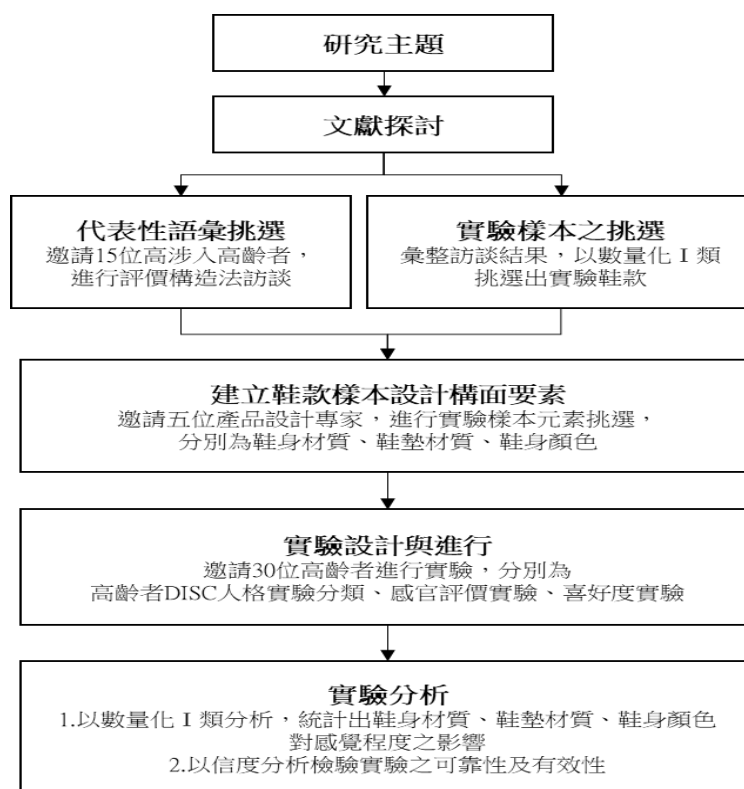 研究主題
文獻探討
代表性語彙挑選
邀請15位高涉入高齡者，
進行評價構造法訪談
實驗樣本之挑選
彙整訪談結果，以數量化 I 類
挑選出實驗鞋款
建立鞋款樣本設計構面要素
邀請五位產品設計專家，進行實驗樣本元素挑選，
分別為鞋身材質、鞋墊材質、鞋身顏色
實驗設計與進行
邀請30位高齡者進行實驗，分別為
高齡者DISC人格實驗分類、感官評價實驗、喜好度實驗
實驗分析
1.以數量化 I 類分析，統計出鞋身材質、鞋墊材質、鞋身顏色
對感覺程度之影響
2.以信度分析檢驗實驗之可靠性及有效性